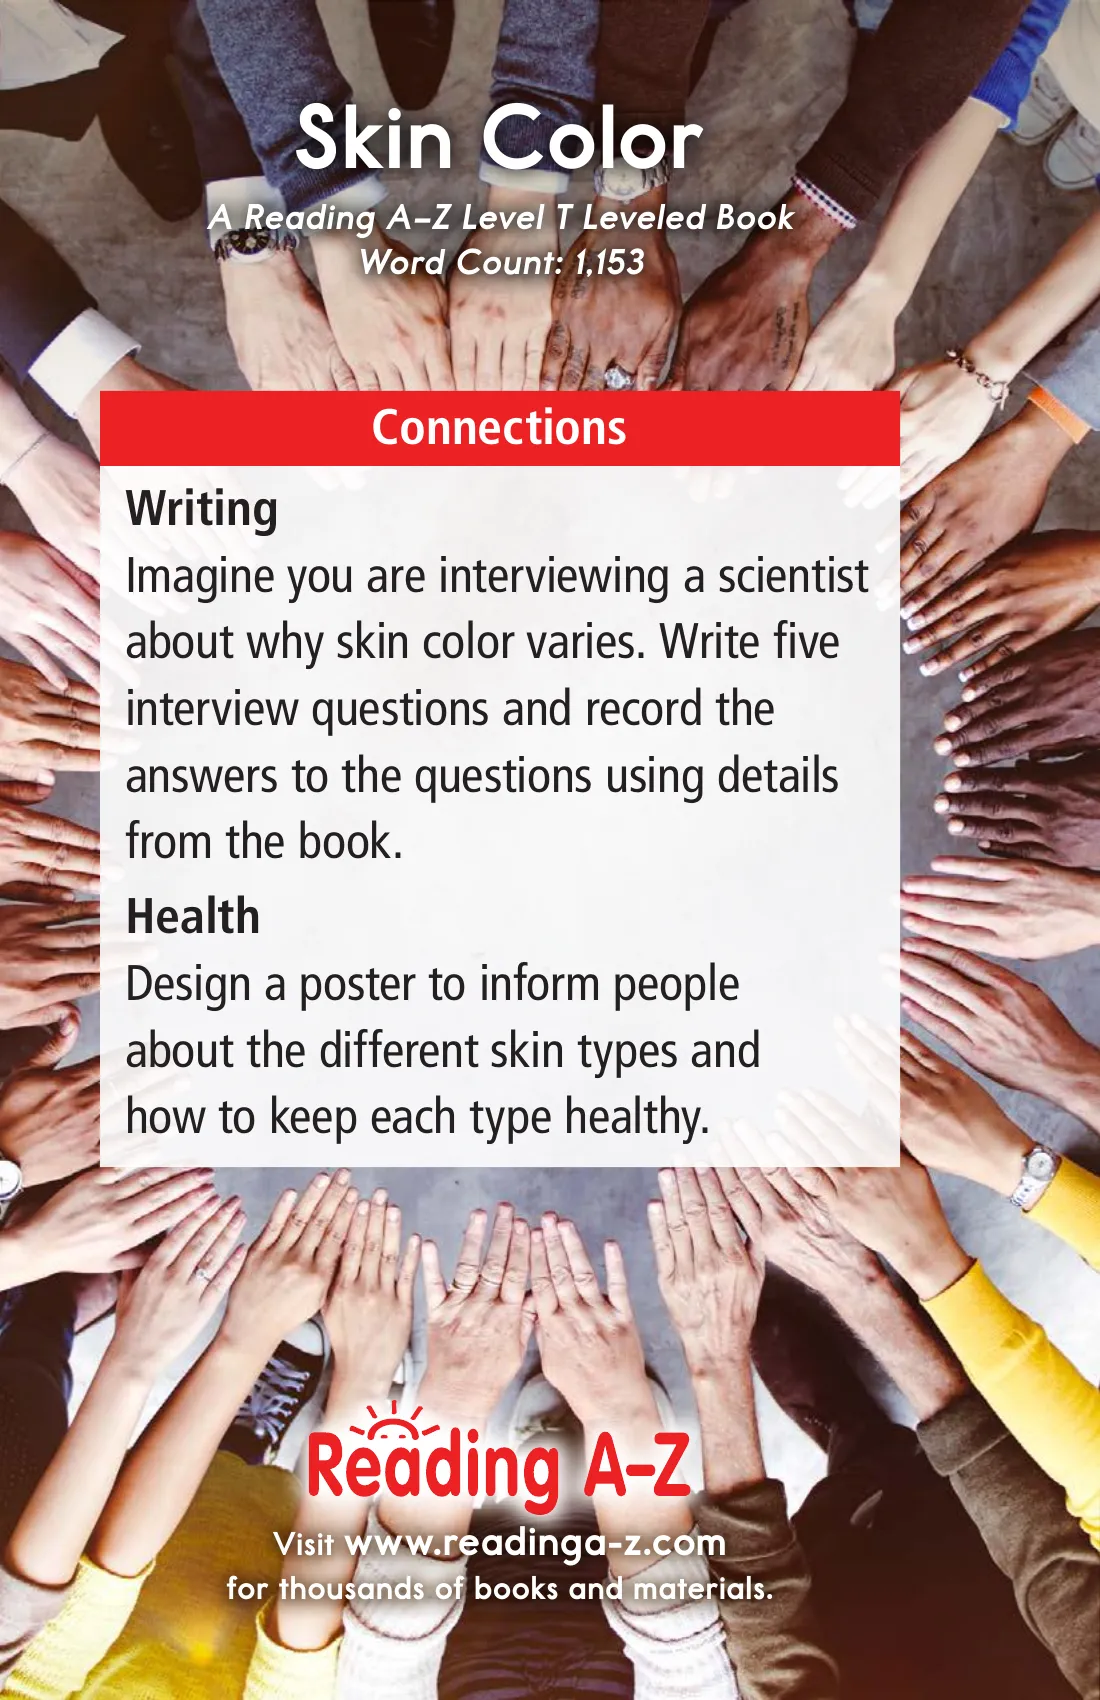 Skin Color
A Reading A–Z Level T Leveled Book
Word Count: 1,153
Connections
Writing
Imagine you are interviewing a scientist
about why skin color varies. Write five
interview questions and record the
answers to the questions using details
from the book.
Health
Design a poster to inform people
about the different skin types and
how to keep each type healthy.
Reading A–Z
Visit www.readinga-z.com
for thousands of books and materials.